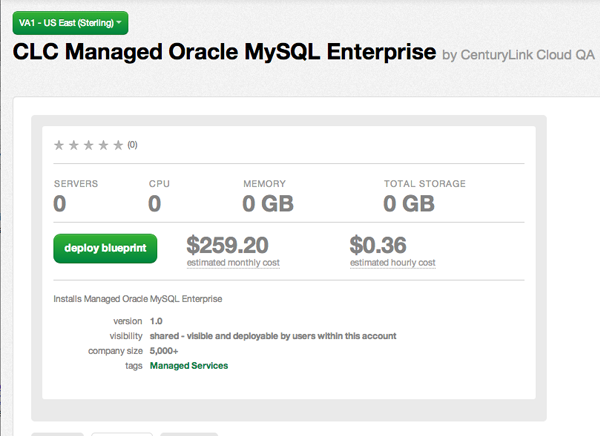 VA1 - US East (Sterling)
CLC Managed Oracle MySQL Enterprise by CenturyLink Cloud QA
(0)
SERVERS CPU MEMORY TOTAL STORAGE
0 0 0 GB 0 GB
deploy blueprint $259.20 $0.36
estimated monthly cost estimated hourly cost
Installs Managed Oracle MySQL Enterprise
version 1.0
visibility shared - visible and deployable by users within this account
company size 5,000+
tags Managed Services